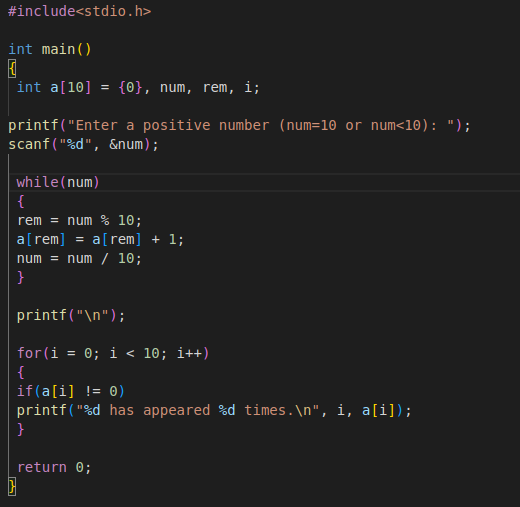 #include<stdio.h>
int main()
{
int a[10] = {0}, num, rem, i;
printf("Enter a positive number (num=10 or num<10): ");
scanf("%d", &num);
while(num)
{
rem = num % 10;
a[rem] = a[rem] + 1;
num = num / 10;
}
printf("\n");
for(i = 0; i < 10; i++)
{
if(a[i] != 0)
printf("%d has appeared %d times.\n", i, a[i]);
}
return 0;
}